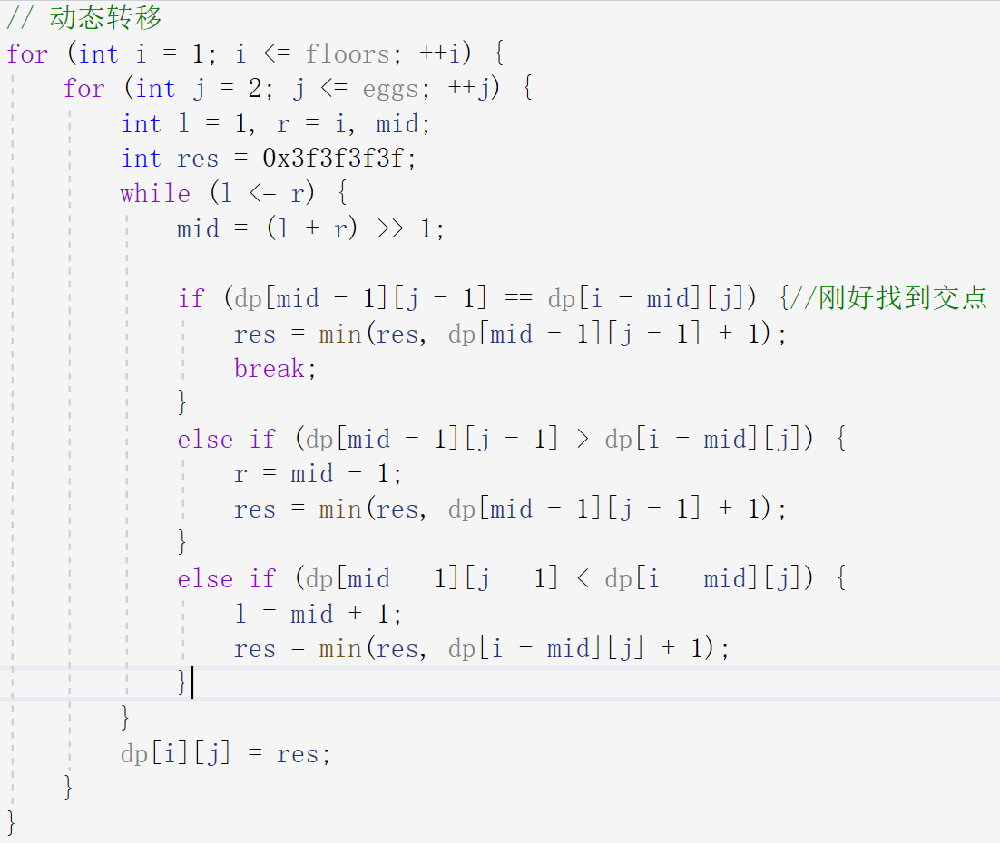 // 动态转移
for (int i = 1; i <= floors; ++i) {
    for (int j = 2; j <= eggs; ++j) {
        int l = 1, r = i, mid;
        int res = 0x3f3f3f3f;
        while (l <= r) {
            mid = (l + r) >> 1;

            if (dp[mid - 1][j - 1] == dp[i - mid][j]) {//刚好找到交点
                res = min(res, dp[mid - 1][j - 1] + 1);
                break;
            }
            else if (dp[mid - 1][j - 1] > dp[i - mid][j]) {
                r = mid - 1;
                res = min(res, dp[mid - 1][j - 1] + 1);
            }
            else if (dp[mid - 1][j - 1] < dp[i - mid][j]) {
                l = mid + 1;
                res = min(res, dp[i - mid][j] + 1);
            }
        }
        dp[i][j] = res;
    }
}